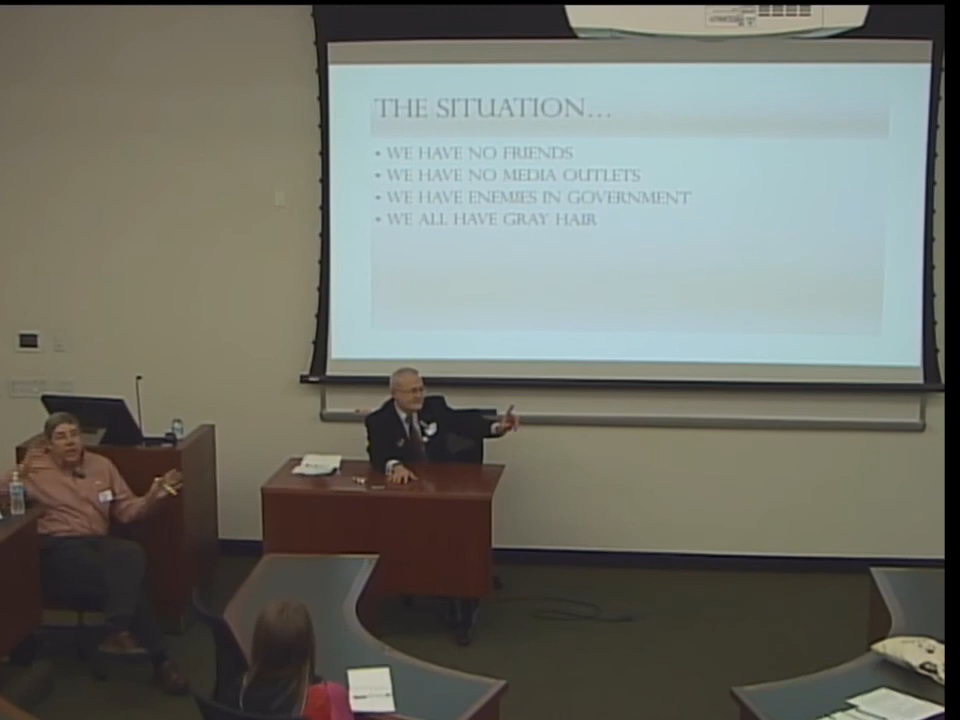 THE SITUATION...
• WE HAVE NO FRIENDS
• WE HAVE NO MEDIA OUTLETS
• WE HAVE ENEMIES IN GOVERNMENT
• WE ALL HAVE GRAY HAIR